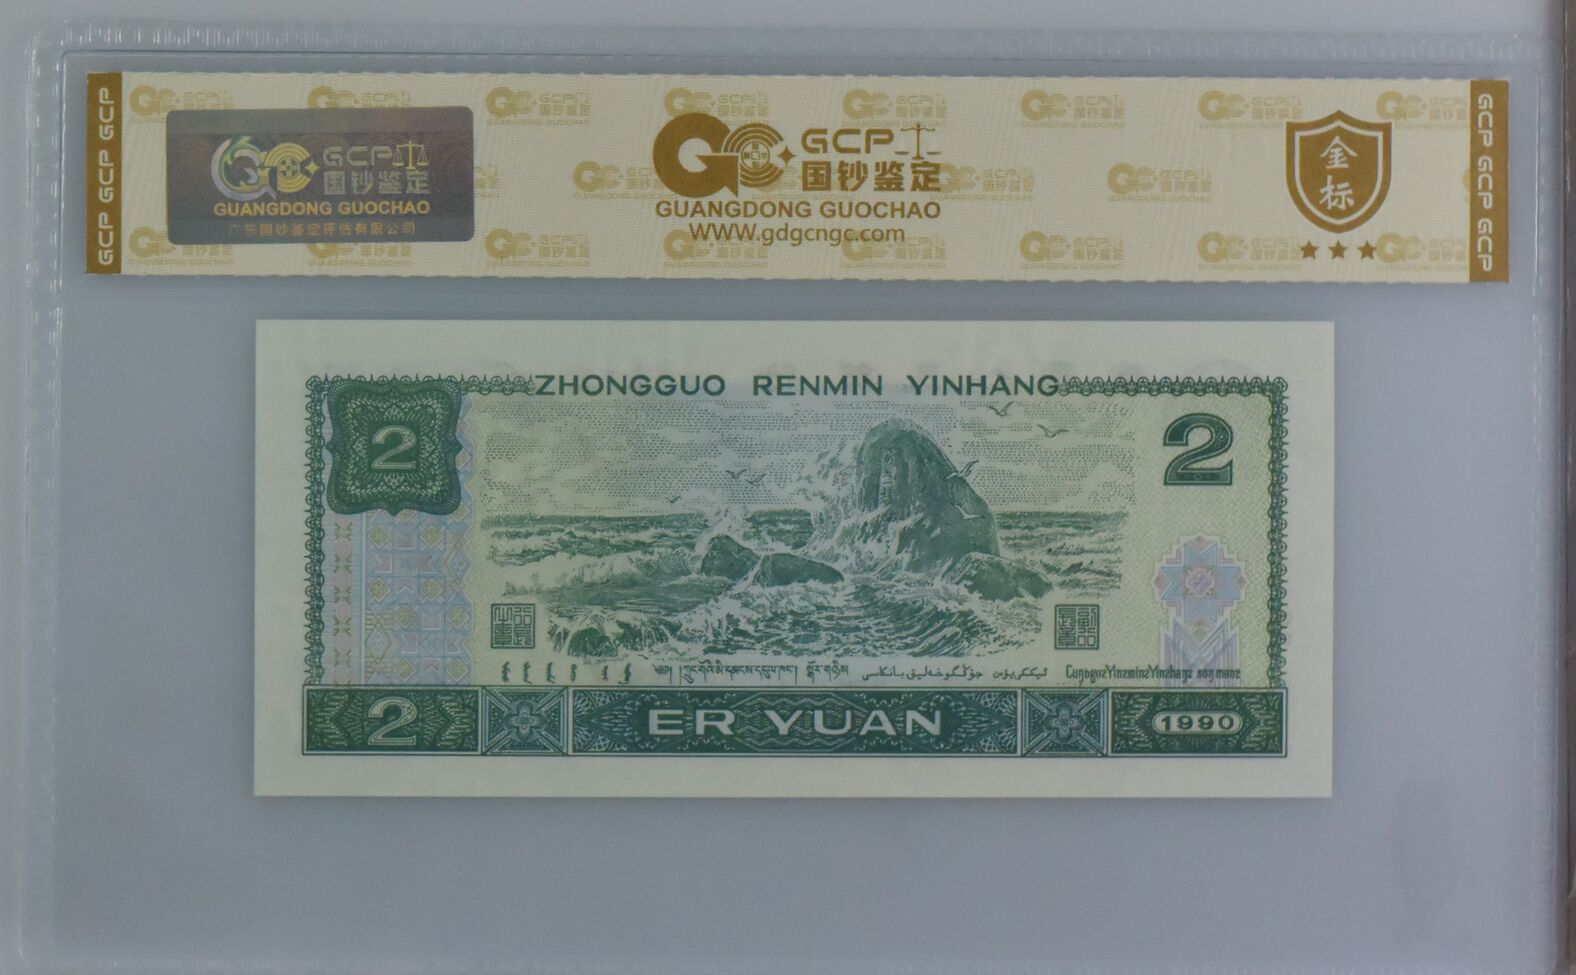 GCP GCP GCP GCP
GCP
国钞鉴定
GUANGDONG GUOCHAO
广东国钞鉴定评估有限公司
GCP
国钞鉴定
GUANGDONG GUOCHAO
WWW.gdgcngc.com
金
标
GCP GCP GCP GCP
ZHONGGUO RENMIN YINHANG
2
2
2
ER YUAN
1990